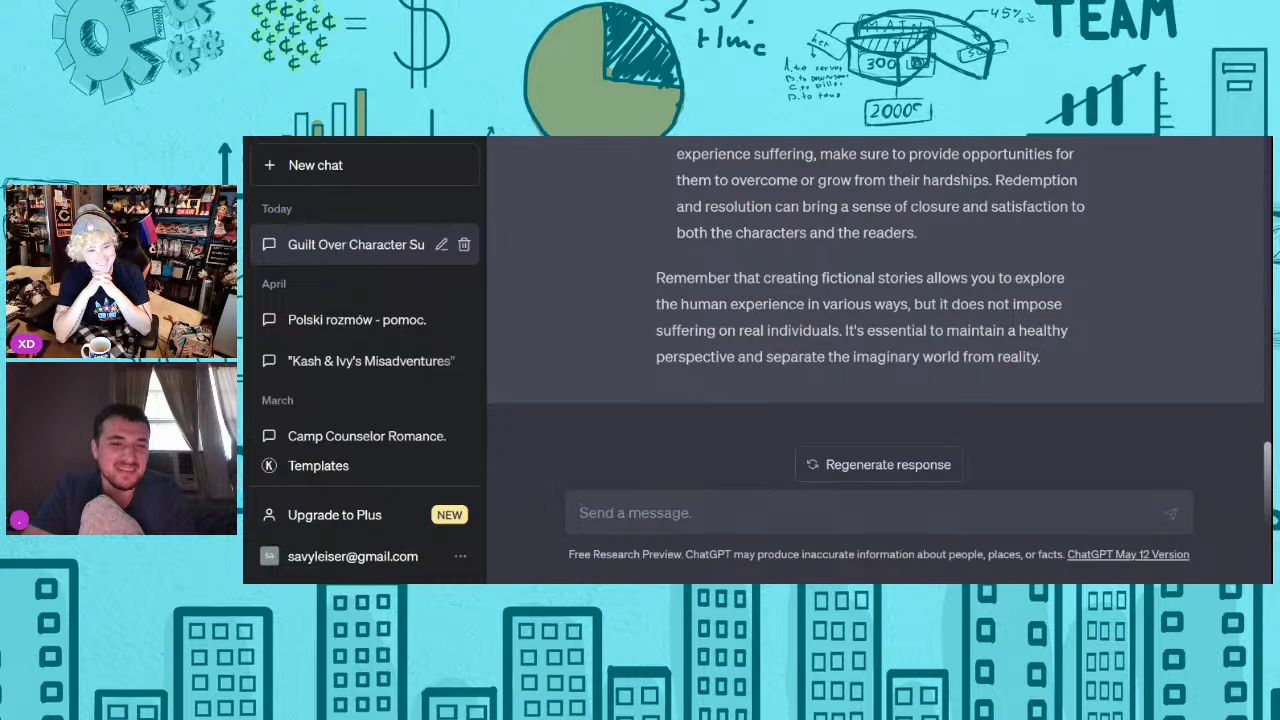 25%
time
45%
TEAM
MAIN
300
2000$
$
=
A. to server
New chat
Today
Guilt Over Character Su
April
Polski rozmów - pomoc.
"Kash & Ivy's Misadventures"
March
Camp Counselor Romance.
Templates
Upgrade to Plus
NEW
savyleiser@gmail.com
SA
XD
.
experience suffering, make sure to provide opportunities for
them to overcome or grow from their hardships. Redemption
and resolution can bring a sense of closure and satisfaction to
both the characters and the readers.
Remember that creating fictional stories allows you to explore
the human experience in various ways, but it does not impose
suffering on real individuals. It's essential to maintain a healthy
perspective and separate the imaginary world from reality.
Regenerate response
Send a message.
Free Research Preview. ChatGPT may produce inaccurate information about people, places, or facts. ChatGPT May 12 Version